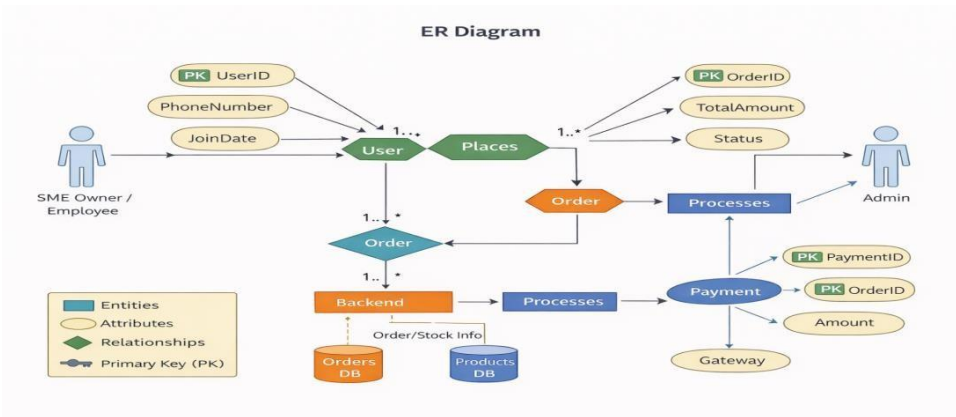 ER Diagram
PK UserID
PhoneNumber
JoinDate
SME Owner /
Employee
1..*
User
Places
1..*
PK OrderID
TotalAmount
Status
Admin
Order
Processes
1.. *
Order
1.. *
Backend
Processes
Payment
PK PaymentID
PK OrderID
Amount
Gateway
Order/Stock Info
Orders
DB
Products
DB
Entities
Attributes
Relationships
Primary Key (PK)